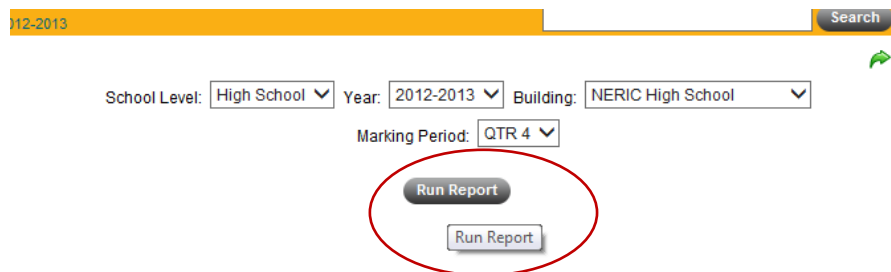 012-2013 Search
School Level: High School Year: 2012-2013 Building: NERIC High School
Marking Period: QTR 4
Run Report
Run Report